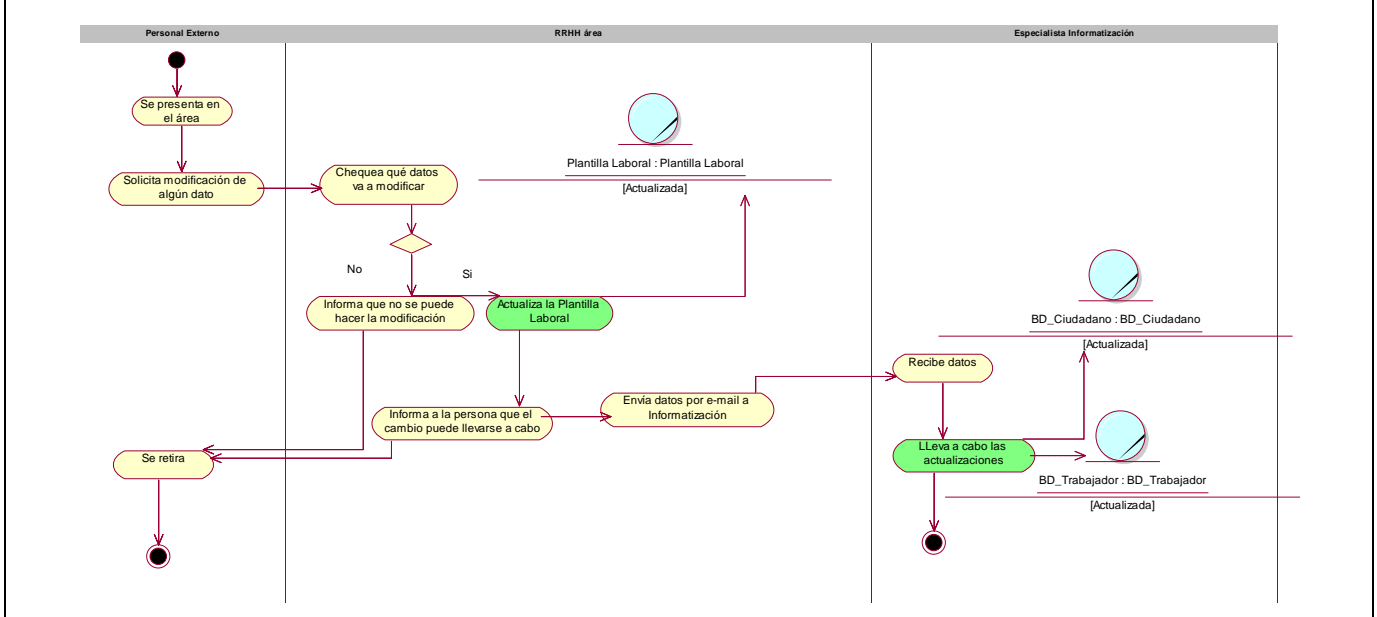 Personal Externo
RRHH área
Especialista Informatización
Se presenta en
el área
Solicita modificación de
algún dato
Chequea qué datos
va a modificar
Plantilla Laboral : Plantilla Laboral
[Actualizada]
No
Si
Informa que no se puede
hacer la modificación
Actualiza la Plantilla
Laboral
BD_Ciudadano : BD_Ciudadano
[Actualizada]
Recibe datos
Informa a la persona que el
cambio puede llevarse a cabo
Envía datos por e-mail a
Informatización
Se retira
LLeva a cabo las
actualizaciones
BD_Trabajador : BD_Trabajador
[Actualizada]